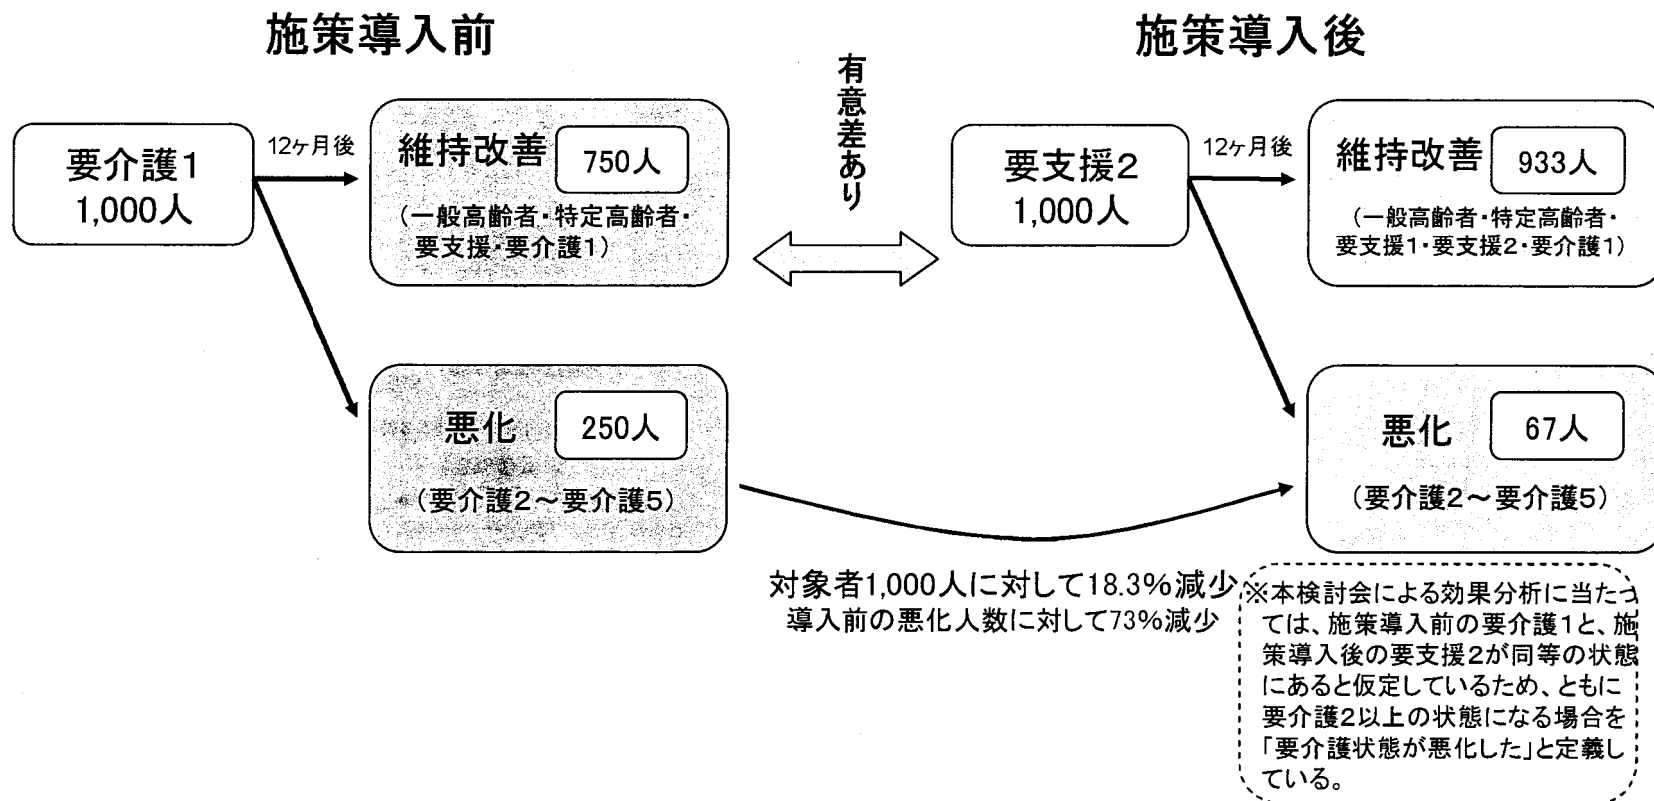 施策導入前
施策導入後
有意差あり
要介護1
1,000人
12ヶ月後
維持改善
750人
（一般高齢者・特定高齢者・
要支援・要介護1）
悪化
250人
（要介護2～要介護5）
要支援2
1,000人
12ヶ月後
維持改善
933人
（一般高齢者・特定高齢者・
要支援1・要支援2・要介護1）
悪化
67人
（要介護2～要介護5）
対象者1,000人に対して18.3%減少
導入前の悪化人数に対して73%減少
※本検討会による効果分析に当たっ
ては、施策導入前の要介護1と、施
策導入後の要支援2が同等の状態
にあると仮定しているため、ともに
要介護2以上の状態になる場合を
「要介護状態が悪化した」と定義し
ている。